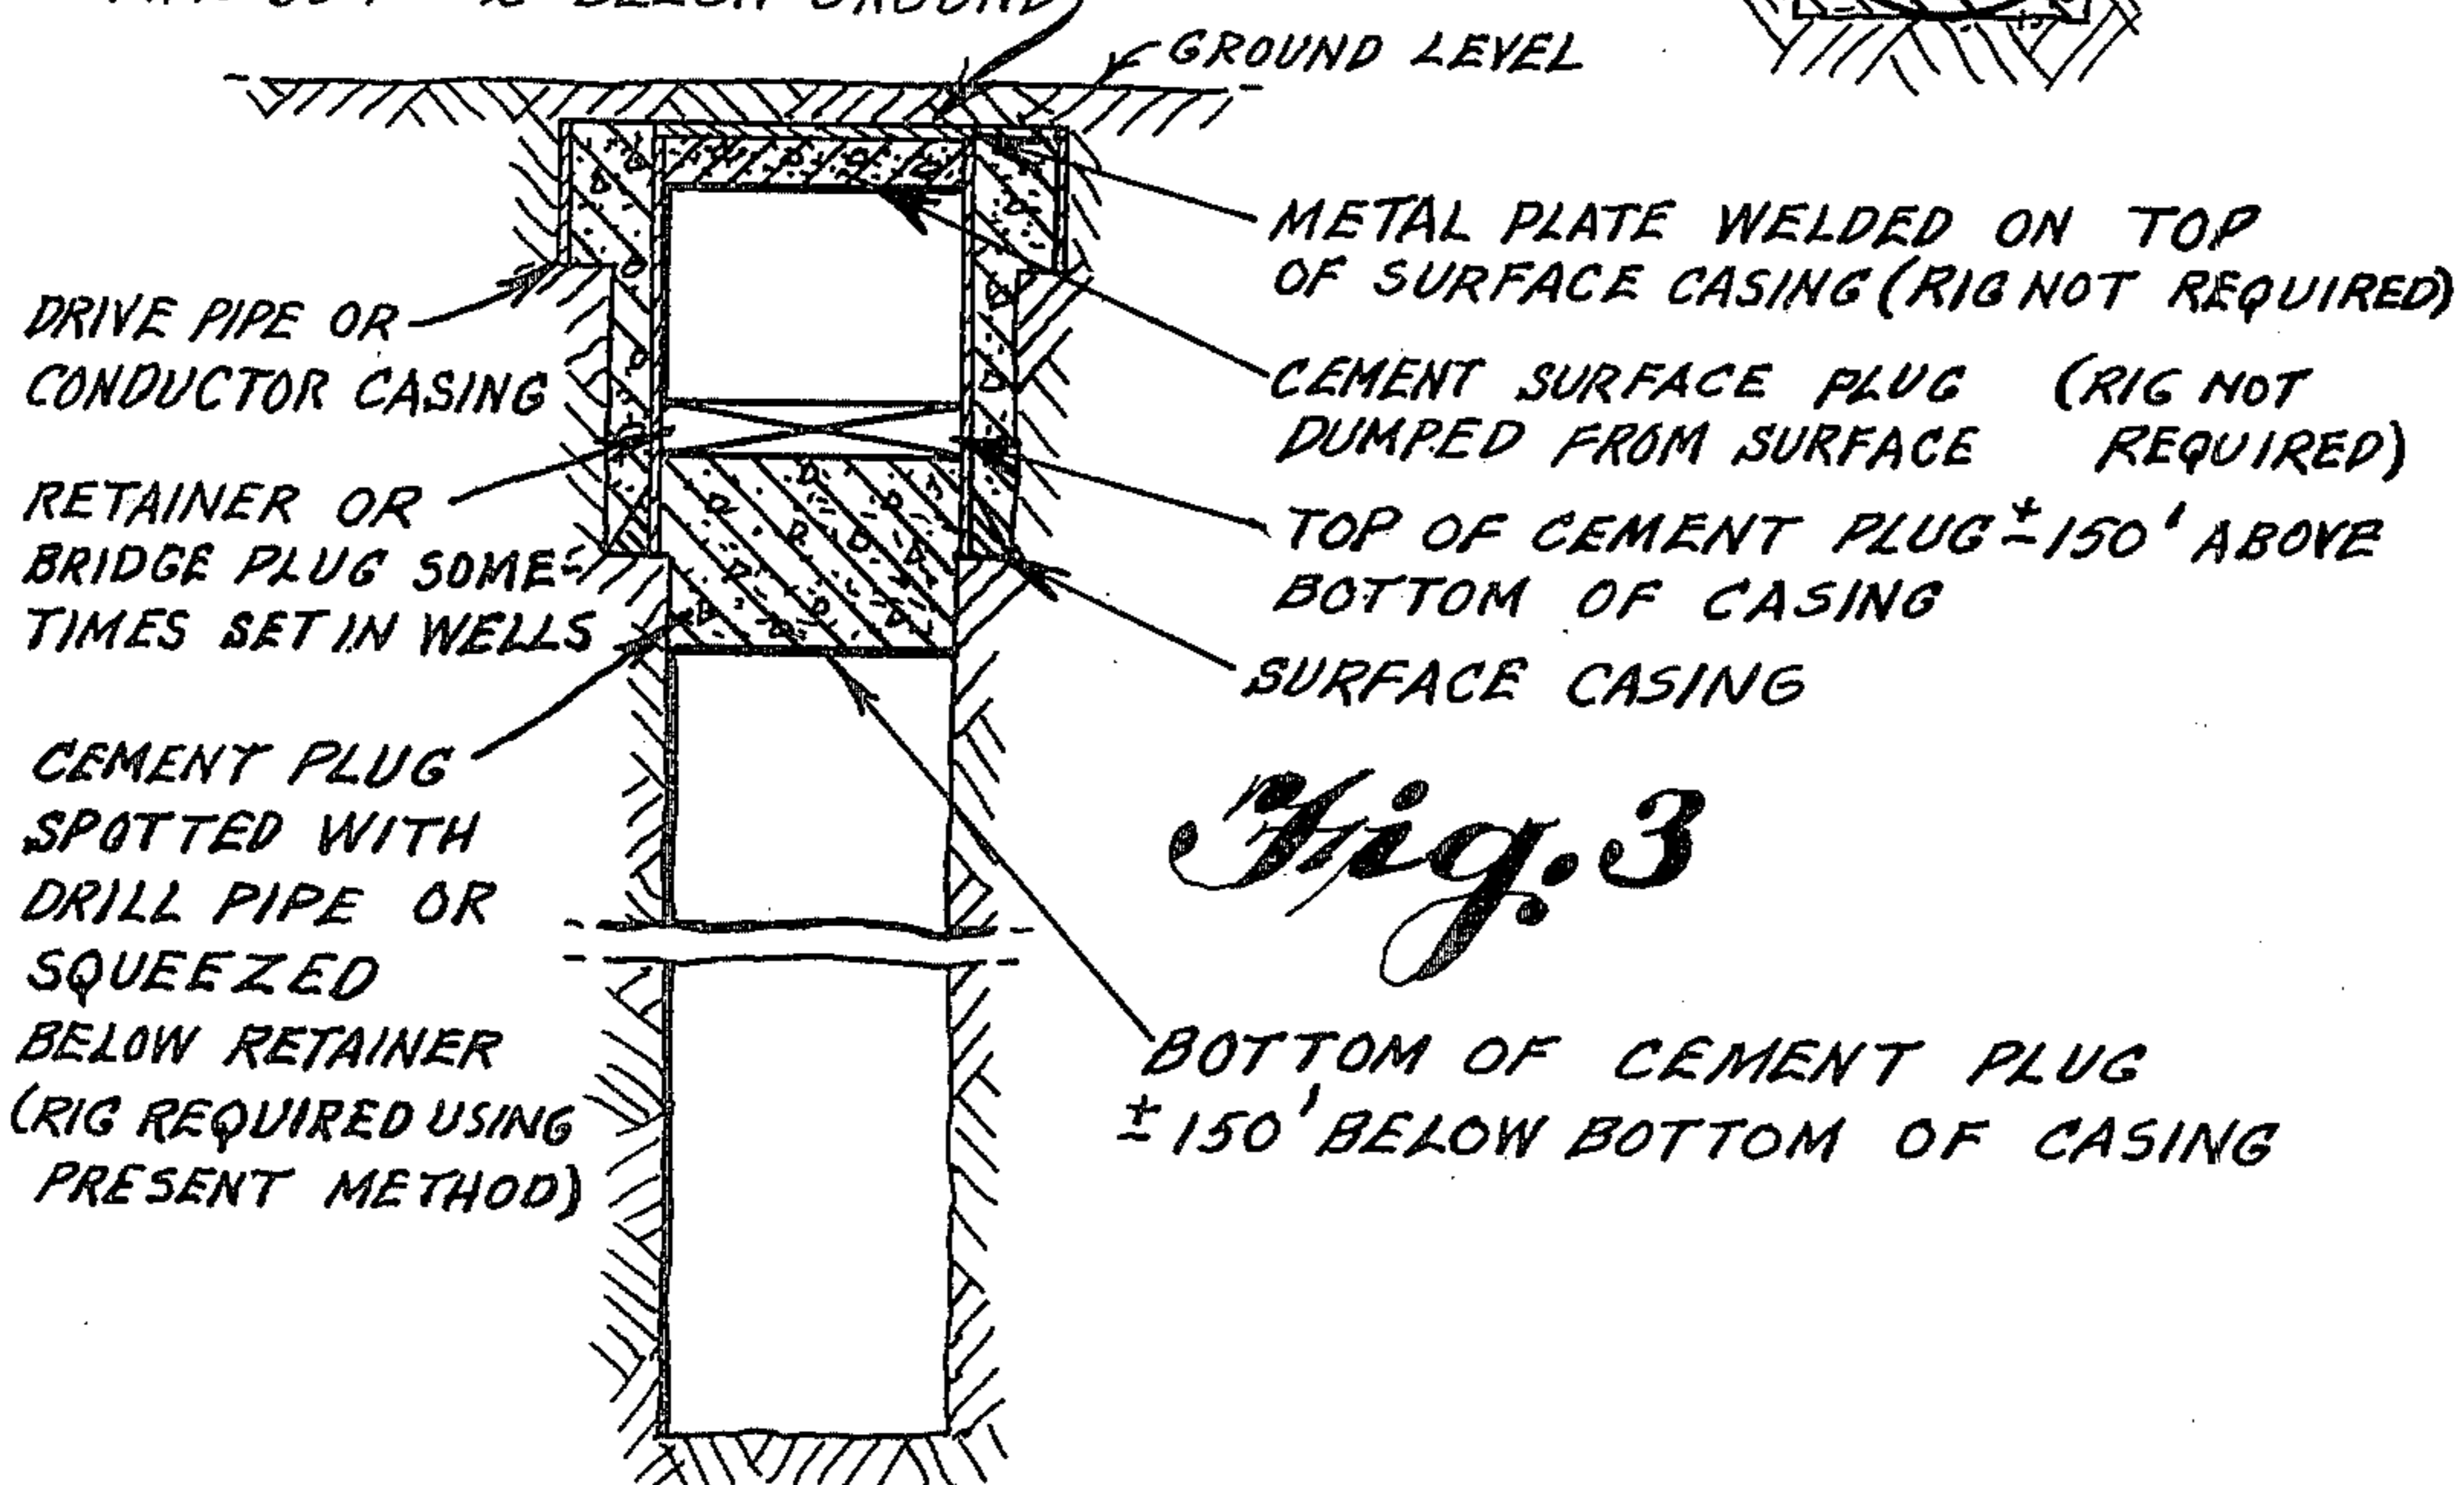 BELOW GROUND
GROUND LEVEL
METAL PLATE WELDED ON TOP
OF SURFACE CASING (RIG NOT REQUIRED)
DRIVE PIPE OR
CONDUCTOR CASING
CEMENT SURFACE PLUG (RIG NOT
DUMPED FROM SURFACE REQUIRED)
RETAINER OR
BRIDGE PLUG SOME-
TIMES SET IN WELLS
TOP OF CEMENT PLUG ± 150' ABOVE
BOTTOM OF CASING
SURFACE CASING
CEMENT PLUG
SPOTTED WITH
DRILL PIPE OR
SQUEEZED
BELOW RETAINER
(RIG REQUIRED USING
PRESENT METHOD)
Fig. 3
BOTTOM OF CEMENT PLUG
± 150' BELOW BOTTOM OF CASING